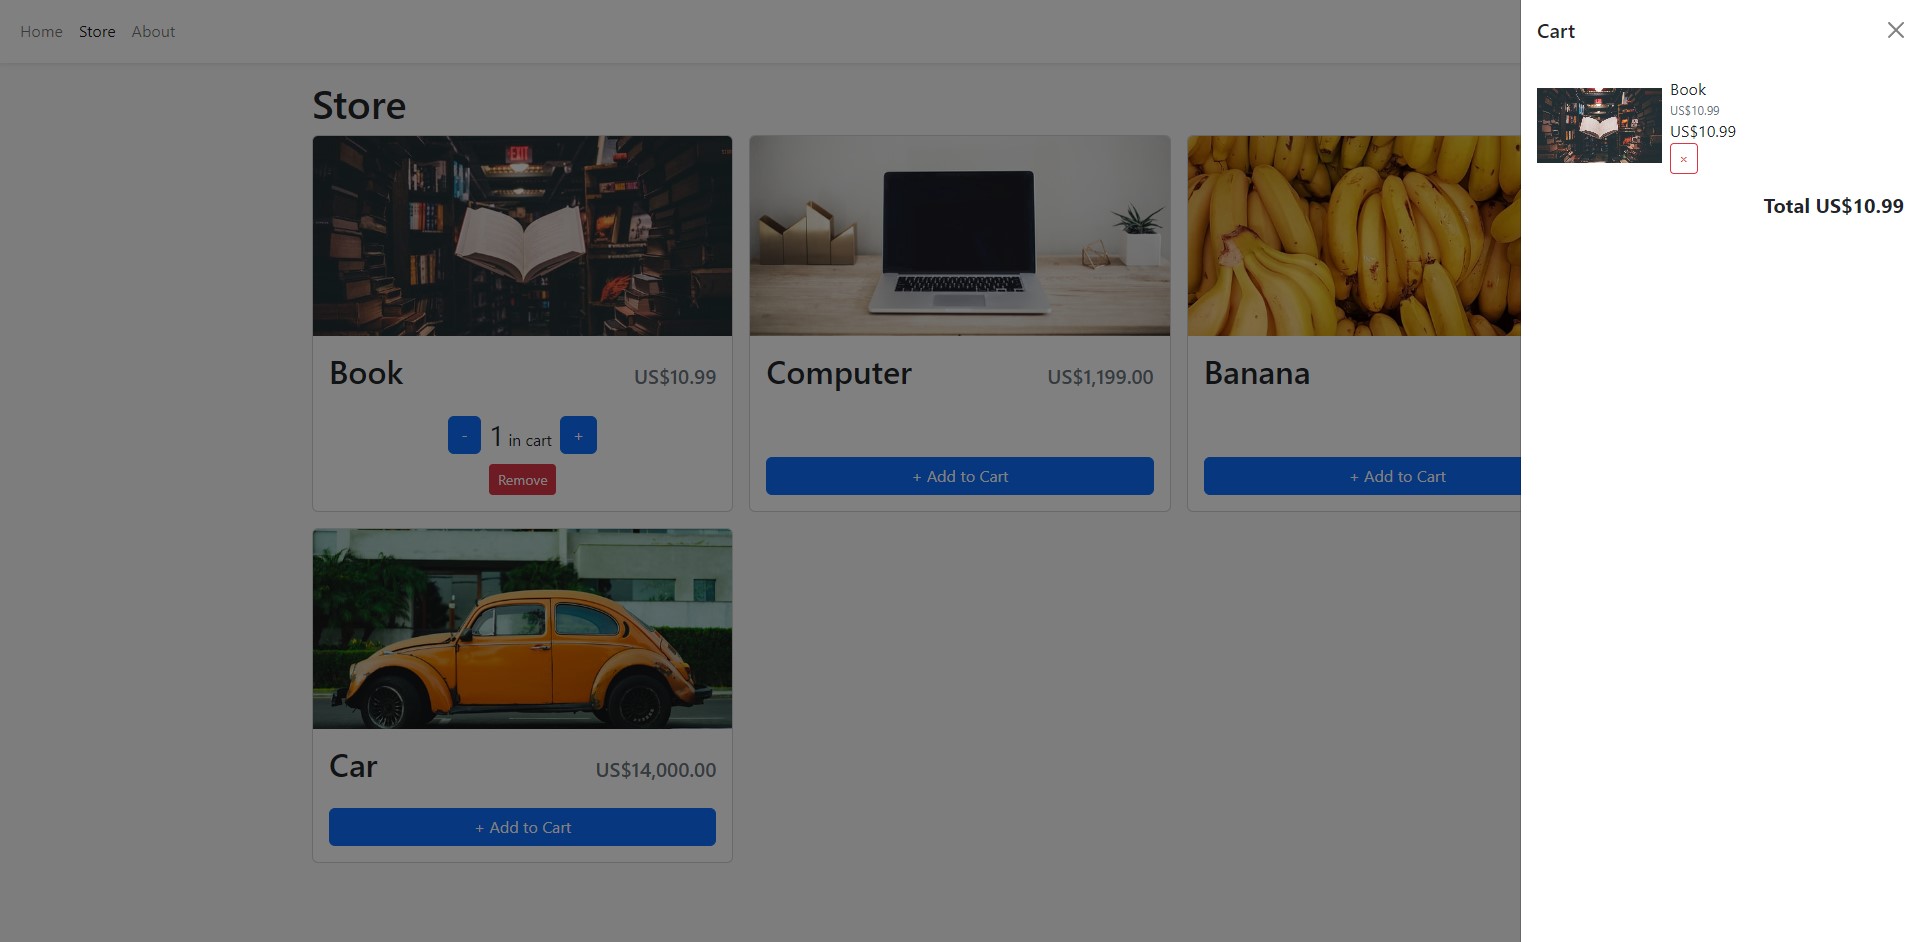 Home Store About
Store
EXIT
Book US$10.99
- 1 in cart +
Remove
Computer US$1,199.00
+ Add to Cart
Banana
+ Add to Cart
Car US$14,000.00
+ Add to Cart
Cart
Book
US$10.99
US$10.99
×
Total US$10.99